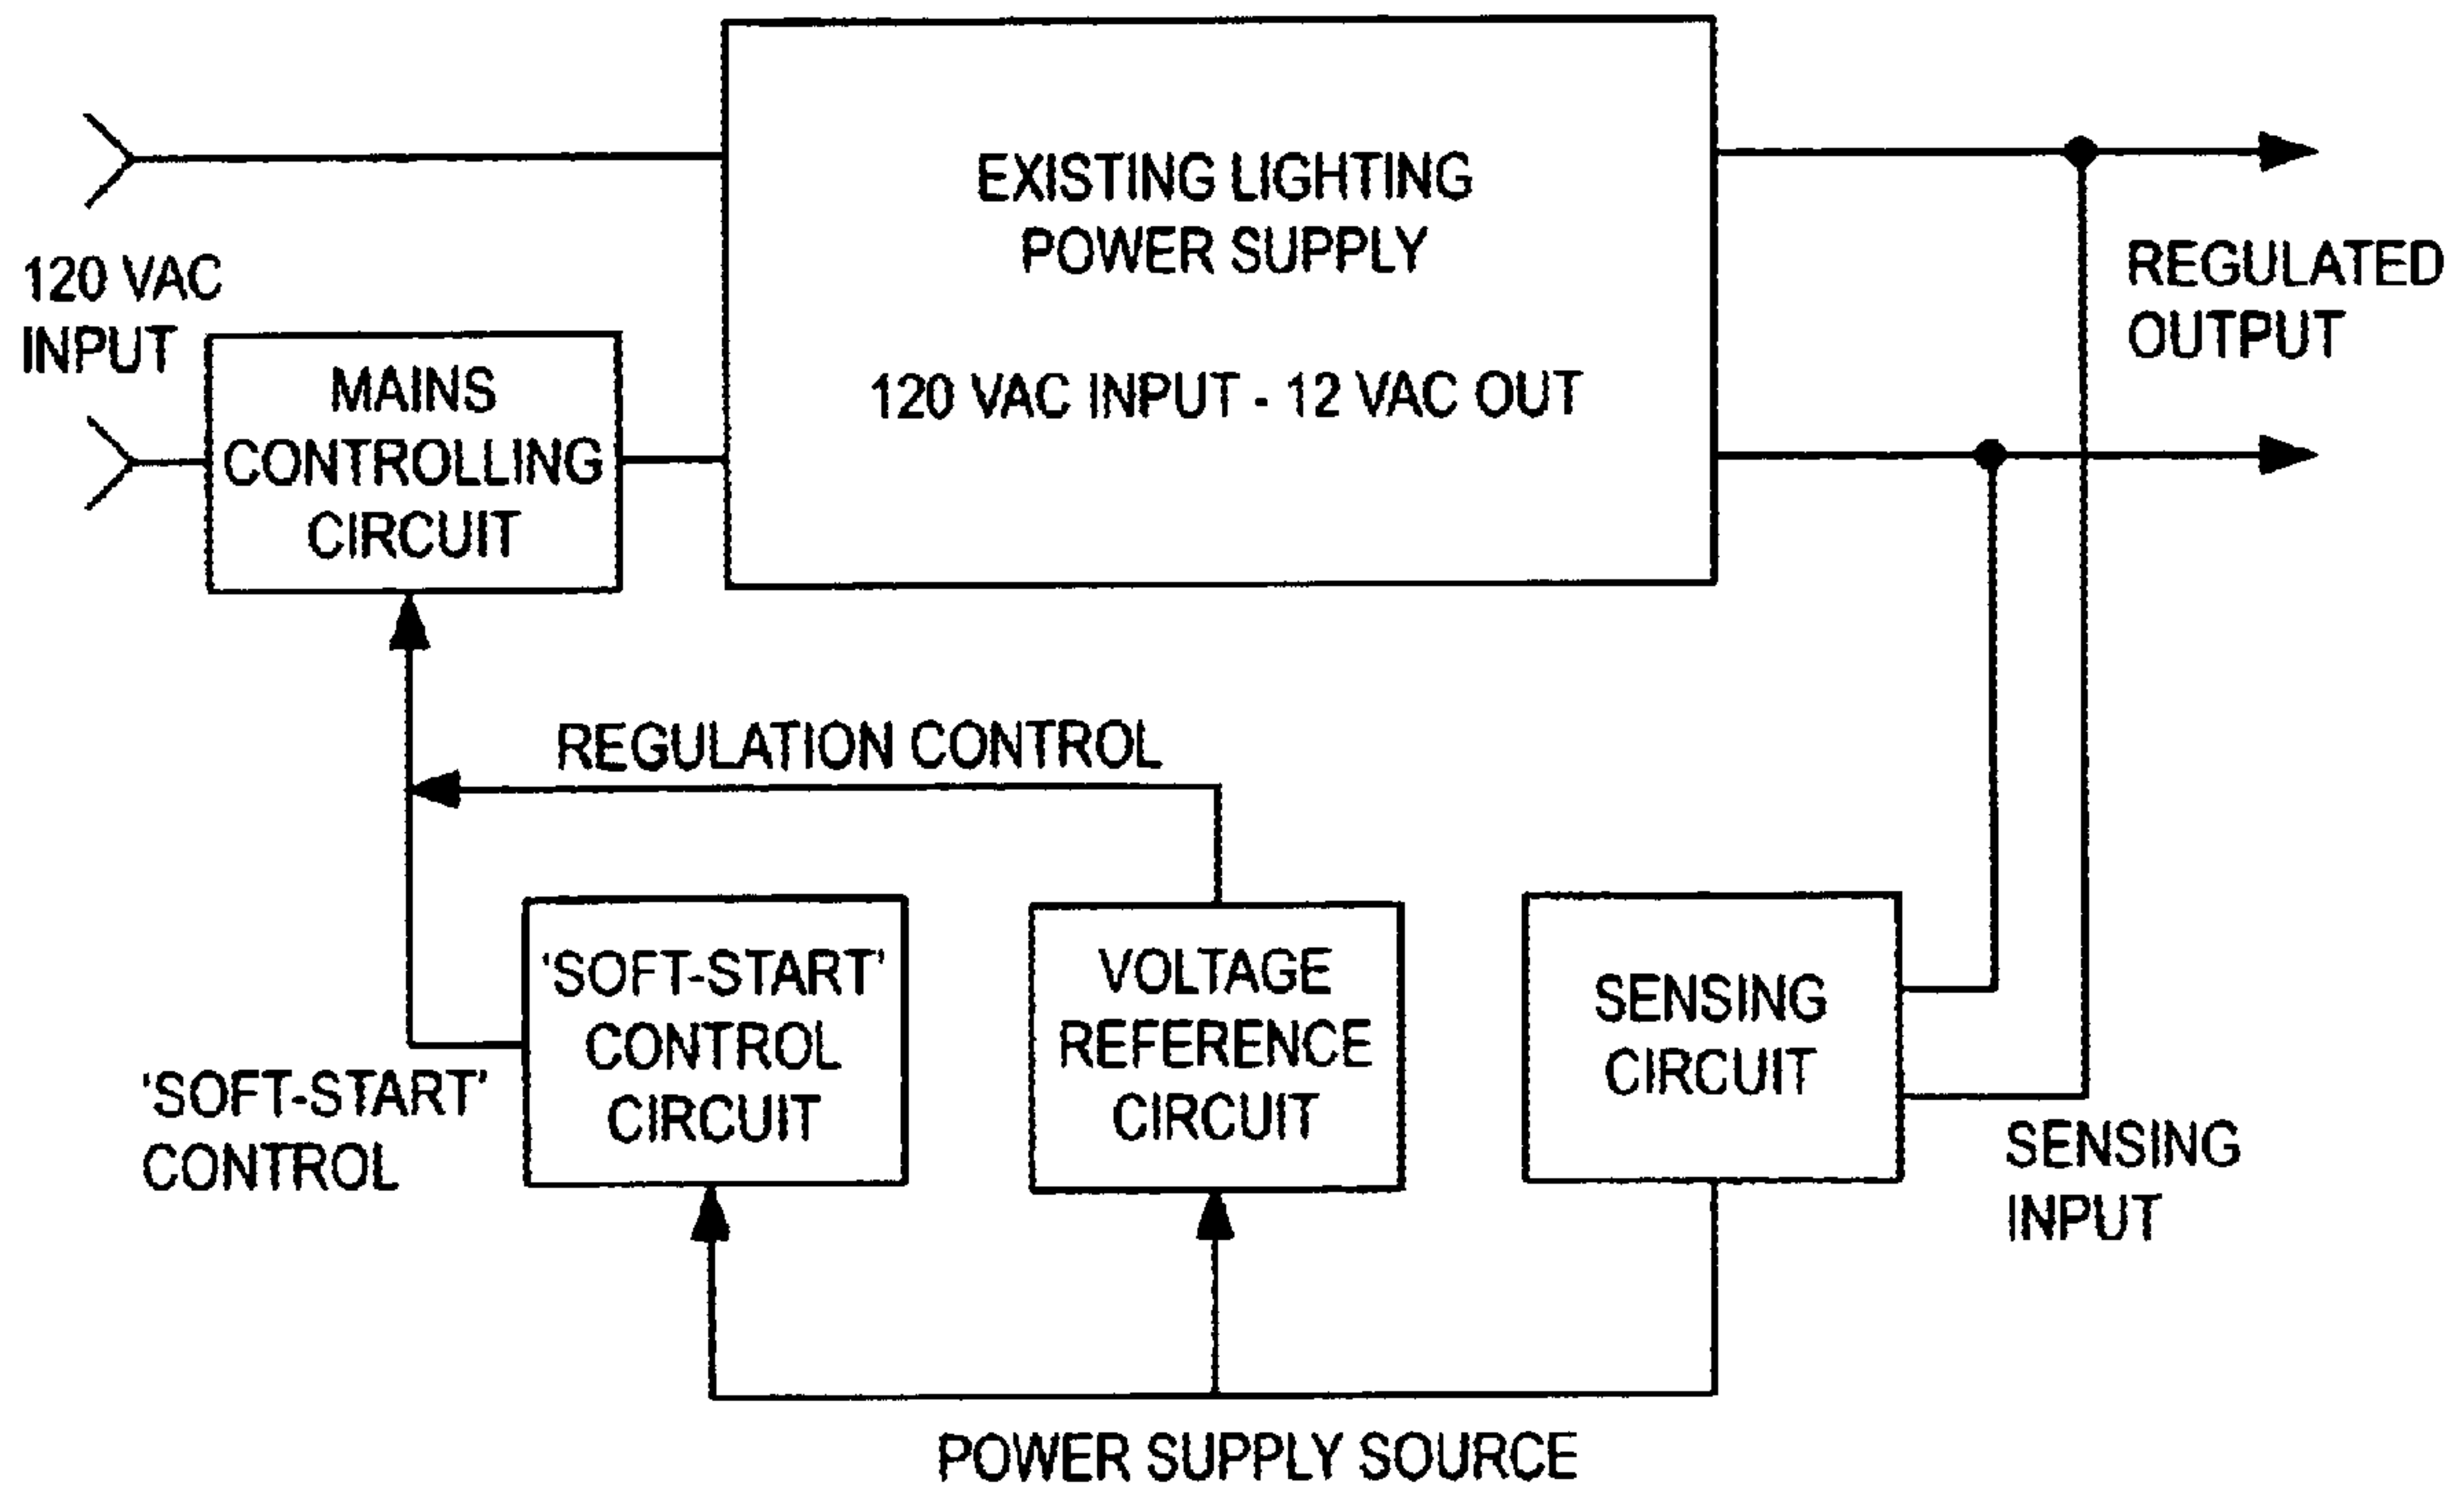 EXISTING LIGHTING
POWER SUPPLY
120 VAC INPUT - 12 VAC OUT
120 VAC
INPUT
MAINS
CONTROLLING
CIRCUIT
REGULATED
OUTPUT
REGULATION CONTROL
'SOFT-START'
CONTROL
CIRCUIT
VOLTAGE
REFERENCE
CIRCUIT
SENSING
CIRCUIT
'SOFT-START'
CONTROL
SENSING
INPUT
POWER SUPPLY SOURCE